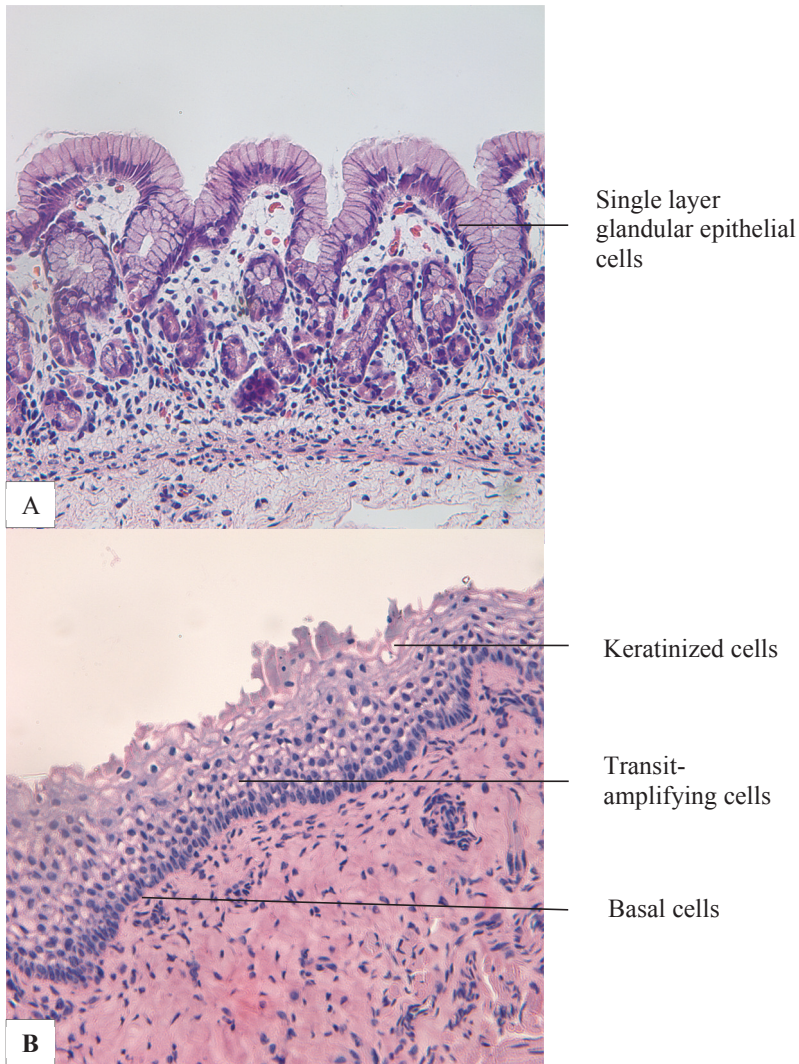 Single layer
glandular epithelial
cells
A
Keratinized cells
Transit-
amplifying cells
Basal cells
B